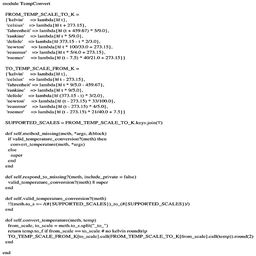 module TempConvert
FROM_TEMP_SCALE_TO_K =
{'kelvin' => lambda{|t| t},
'celsius' => lambda{|t| t + 273.15},
'fahrenheit' => lambda{|t| (t + 459.67) * 5/9.0},
'rankine' => lambda{|t| t * 5/9.0},
'delisle' => lambda{|t| 373.15 - t * 2/3.0},
'newton' => lambda{|t| t * 100/33.0 + 273.15},
'reaumur' => lambda{|t| t * 5/4.0 + 273.15},
'roemer' => lambda{|t| (t - 7.5) * 40/21.0 + 273.15}}
TO_TEMP_SCALE_FROM_K =
{'kelvin' => lambda{|t| t},
'celsius' => lambda{|t| t - 273.15},
'fahrenheit' => lambda{|t| t * 9/5.0 - 459.67},
'rankine' => lambda{|t| t * 9/5.0},
'delisle' => lambda{|t| (373.15 - t) * 3/2.0},
'newton' => lambda{|t| (t - 273.15) * 33/100.0},
'reaumur' => lambda{|t| (t - 273.15) * 4/5.0},
'roemer' => lambda{|t| (t - 273.15) * 21/40.0 + 7.5}}
SUPPORTED_SCALES = FROM_TEMP_SCALE_TO_K.keys.join('|')
def self.method_missing(meth, *args, &block)
if valid_temperature_conversion?(meth) then
convert_temperature(meth, *args)
else
super
end
end
def self.respond_to_missing?(meth, include_private = false)
valid_temperature_conversion?(meth) || super
end
def self.valid_temperature_conversion?(meth)
!!(meth.to_s =~ /(#{SUPPORTED_SCALES})_to_(#{SUPPORTED_SCALES})/)
end
def self.convert_temperature(meth, temp)
from_scale, to_scale = meth.to_s.split("_to_")
return temp.to_f if from_scale == to_scale # no kelvin roundtrip
TO_TEMP_SCALE_FROM_K[to_scale].call(FROM_TEMP_SCALE_TO_K[from_scale].call(temp)).round(2)
end
end